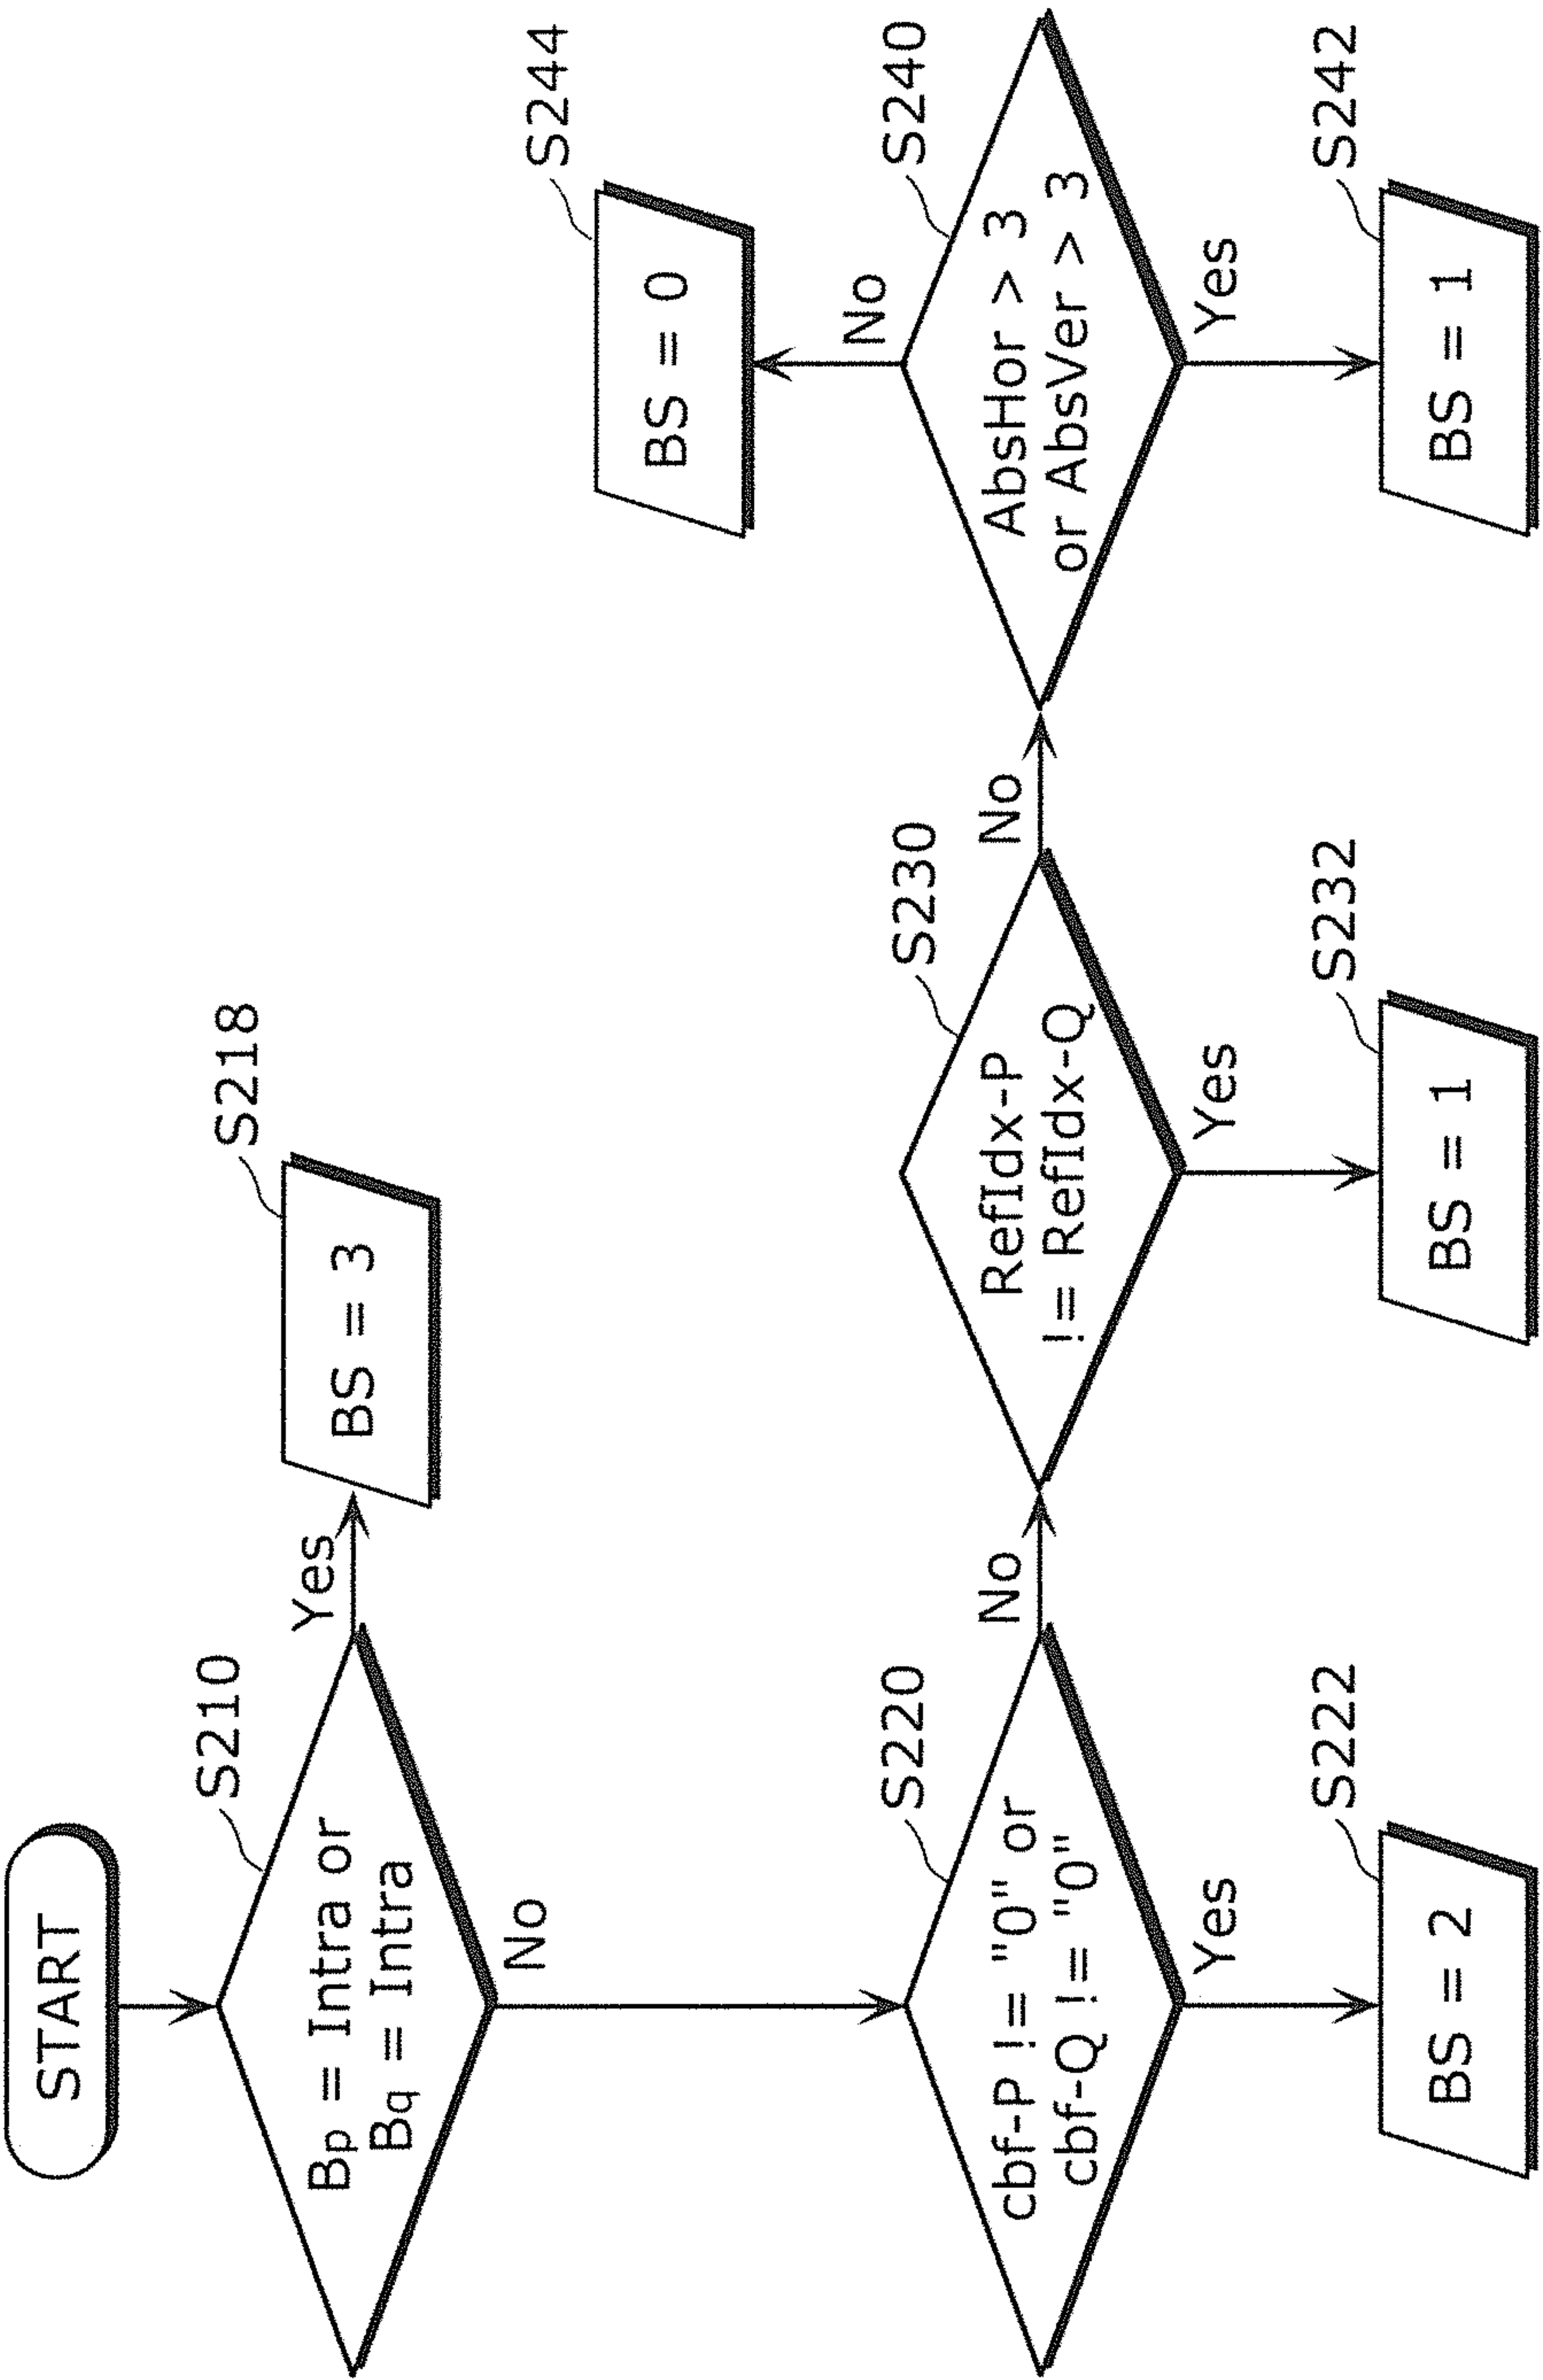 START
S210
Bp = Intra or
Bq = Intra
Yes
S218
BS = 3
No
S220
cbf-P != "0" or
cbf-Q != "0"
Yes
S222
BS = 2
No
S230
RefIdx-P
!= RefIdx-Q
Yes
S232
BS = 1
No
S240
AbsHor > 3
or AbsVer > 3
No
S244
BS = 0
Yes
S242
BS = 1